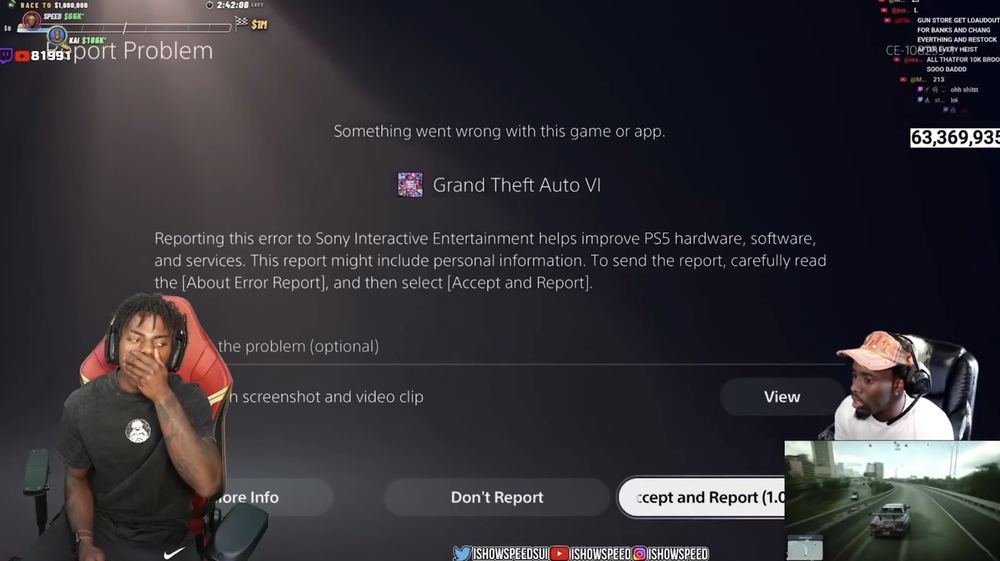 RACE TO $1,000,000
2:42:06 LEFT
SPEED $66K
$0
$1M
KAI $186K
81991
Report Problem
CE-108255-1
GUN STORE GET LOADOUT
FOR BANKS AND CHANG
EVERTHING AND RESTOCK
AFTER EVERY HEIST
ALL THATFOR 10K BROO
SOOO BADDD
213
ohh shittt
lol
63,369,935
Something went wrong with this game or app.
Grand Theft Auto VI
Reporting this error to Sony Interactive Entertainment helps improve PS5 hardware, software,
and services. This report might include personal information. To send the report, carefully read
the [About Error Report], and then select [Accept and Report].
the problem (optional)
n screenshot and video clip
View
ore Info
Don't Report
ccept and Report (1.0
ISHOWSPEEDSUI
ISHOWSPEED
ISHOWSPEED